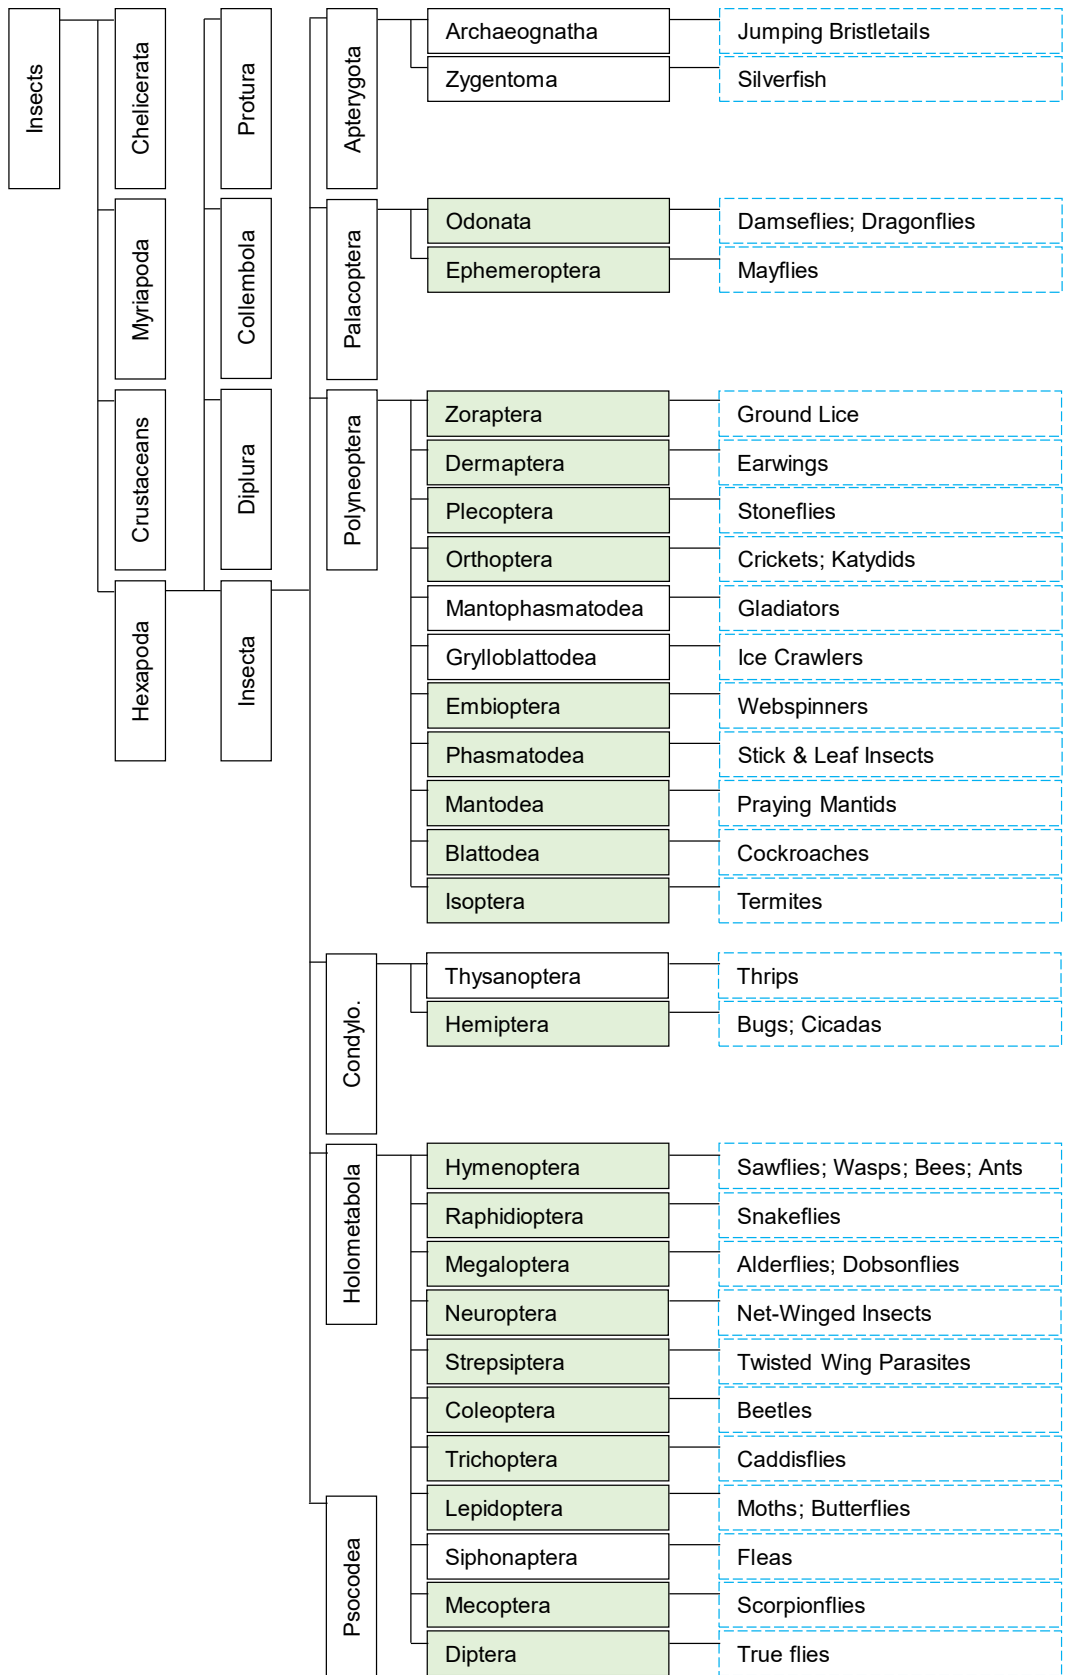 Insects
Chelicerata
Myriapoda
Crustaceans
Hexapoda
Protura
Collembola
Diplura
Insecta
Apterygota
Archaeognatha
Jumping Bristletails
Zygentoma
Silverfish
Palacoptera
Odonata
Damseflies; Dragonflies
Ephemeroptera
Mayflies
Polyneoptera
Zoraptera
Ground Lice
Dermaptera
Earwings
Plecoptera
Stoneflies
Orthoptera
Crickets; Katydids
Mantophasmatodea
Gladiators
Grylloblattodea
Ice Crawlers
Embioptera
Webspinners
Phasmatodea
Stick & Leaf Insects
Mantodea
Praying Mantids
Blattodea
Cockroaches
Isoptera
Termites
Condylo.
Thysanoptera
Thrips
Hemiptera
Bugs; Cicadas
Holometabola
Hymenoptera
Sawflies; Wasps; Bees; Ants
Raphidioptera
Snakeflies
Megaloptera
Alderflies; Dobsonflies
Neuroptera
Net-Winged Insects
Strepsiptera
Twisted Wing Parasites
Coleoptera
Beetles
Trichoptera
Caddisflies
Lepidoptera
Moths; Butterflies
Siphonaptera
Fleas
Mecoptera
Scorpionflies
Diptera
True flies
Psocodea